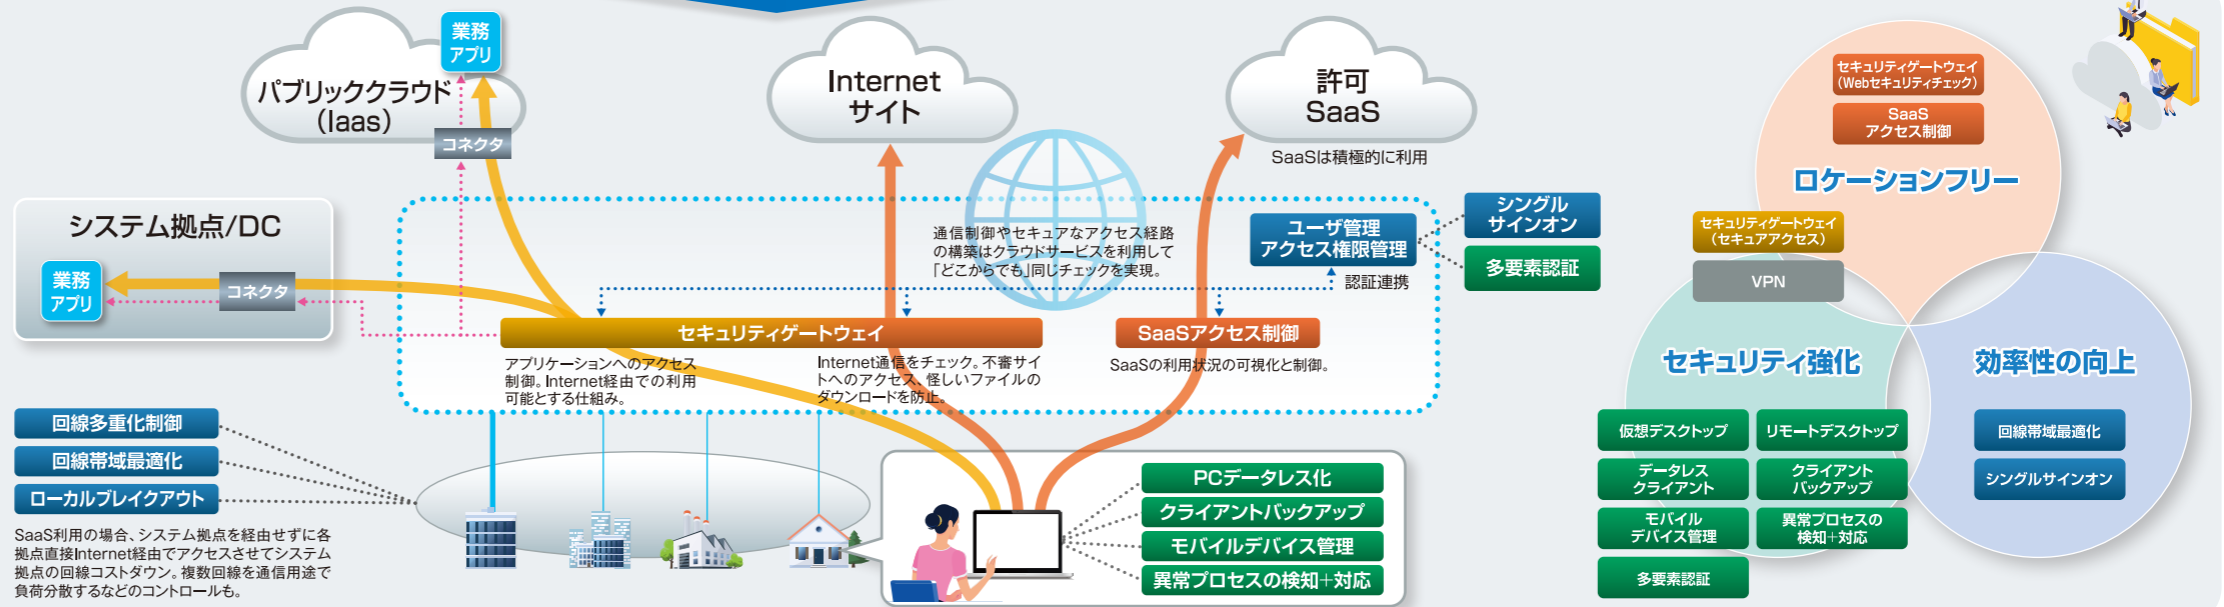 業務
アプリ
パブリッククラウド
(Iaas)
コネクタ
Internet
サイト
許可
SaaS
SaaSは積極的に利用
システム拠点/DC
業務
アプリ
コネクタ
通信制御やセキュアなアクセス経路
の構築はクラウドサービスを利用して
「どこからでも」同じチェックを実現。
ユーザ管理
アクセス権限管理
シングル
サインオン
多要素認証
認証連携
セキュリティゲートウェイ
アプリケーションへのアクセス
制御。Internet経由での利用
可能とする仕組み。
Internet通信をチェック。不審サイ
トへのアクセス、怪しいファイルの
ダウンロードを防止。
SaaSアクセス制御
SaaSの利用状況の可視化と制御。
回線多重化制御
回線帯域最適化
ローカルブレイクアウト
SaaS利用の場合、システム拠点を経由せずに各
拠点直接Internet経由でアクセスさせてシステム
拠点の回線コストダウン。複数回線を通信用途で
負荷分散するなどのコントロールも。
PCデータレス化
クライアントバックアップ
モバイルデバイス管理
異常プロセスの検知+対応
セキュリティゲートウェイ
(Webセキュリティチェック)
SaaS
アクセス制御
ロケーションフリー
セキュリティゲートウェイ
(セキュアアクセス)
VPN
セキュリティ強化
仮想デスクトップ
リモートデスクトップ
データレス
クライアント
クライアント
バックアップ
モバイル
デバイス管理
異常プロセスの
検知+対応
多要素認証
効率性の向上
回線帯域最適化
シングルサインオン